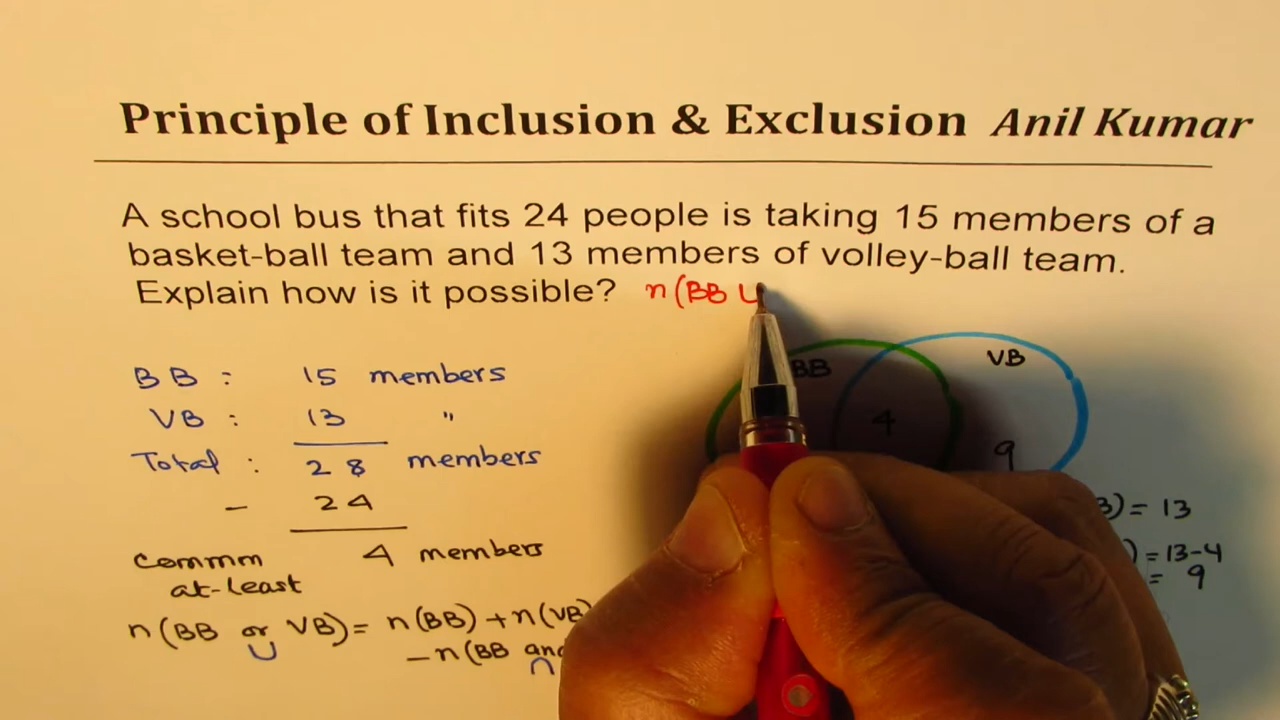 Principle of Inclusion & Exclusion Anil Kumar
A school bus that fits 24 people is taking 15 members of a
basket-ball team and 13 members of volley-ball team.
Explain how is it possible? n(BB U
BB : 15 members
VB : 13 "
Total : 28 members
- 24
Common 4 members
at-least
n(BB or VB)= n(BB)+n(VB)
U
-n(BB and
∩
BB
VB
4
9
)= 13
)=13-4
= 9